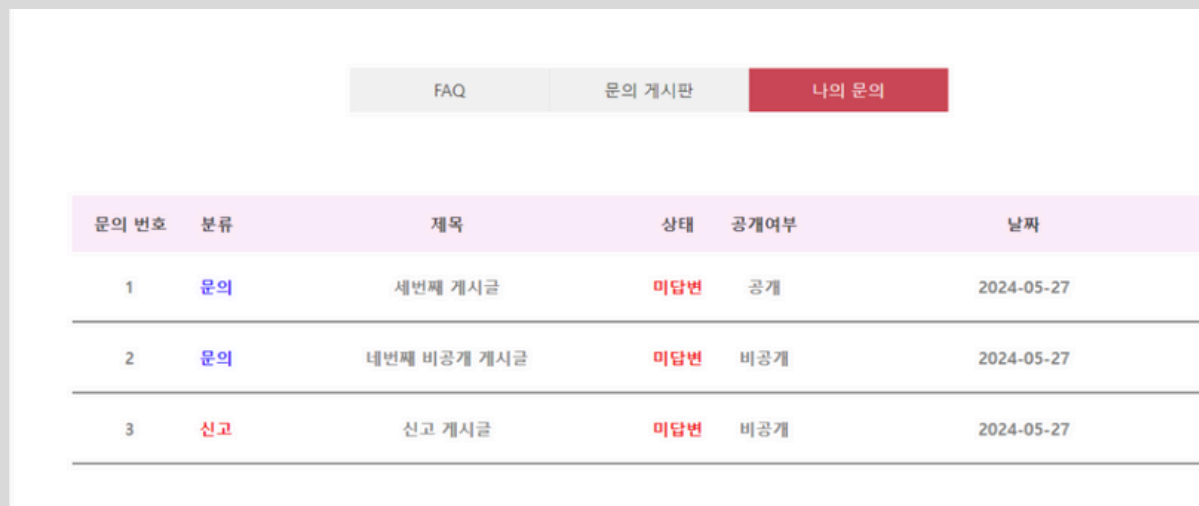 FAQ 문의 게시판 나의 문의
문의 번호 분류 제목 상태 공개여부 날짜
1 문의 세번째 게시글 미답변 공개 2024-05-27
2 문의 네번째 비공개 게시글 미답변 비공개 2024-05-27
3 신고 신고 게시글 미답변 비공개 2024-05-27